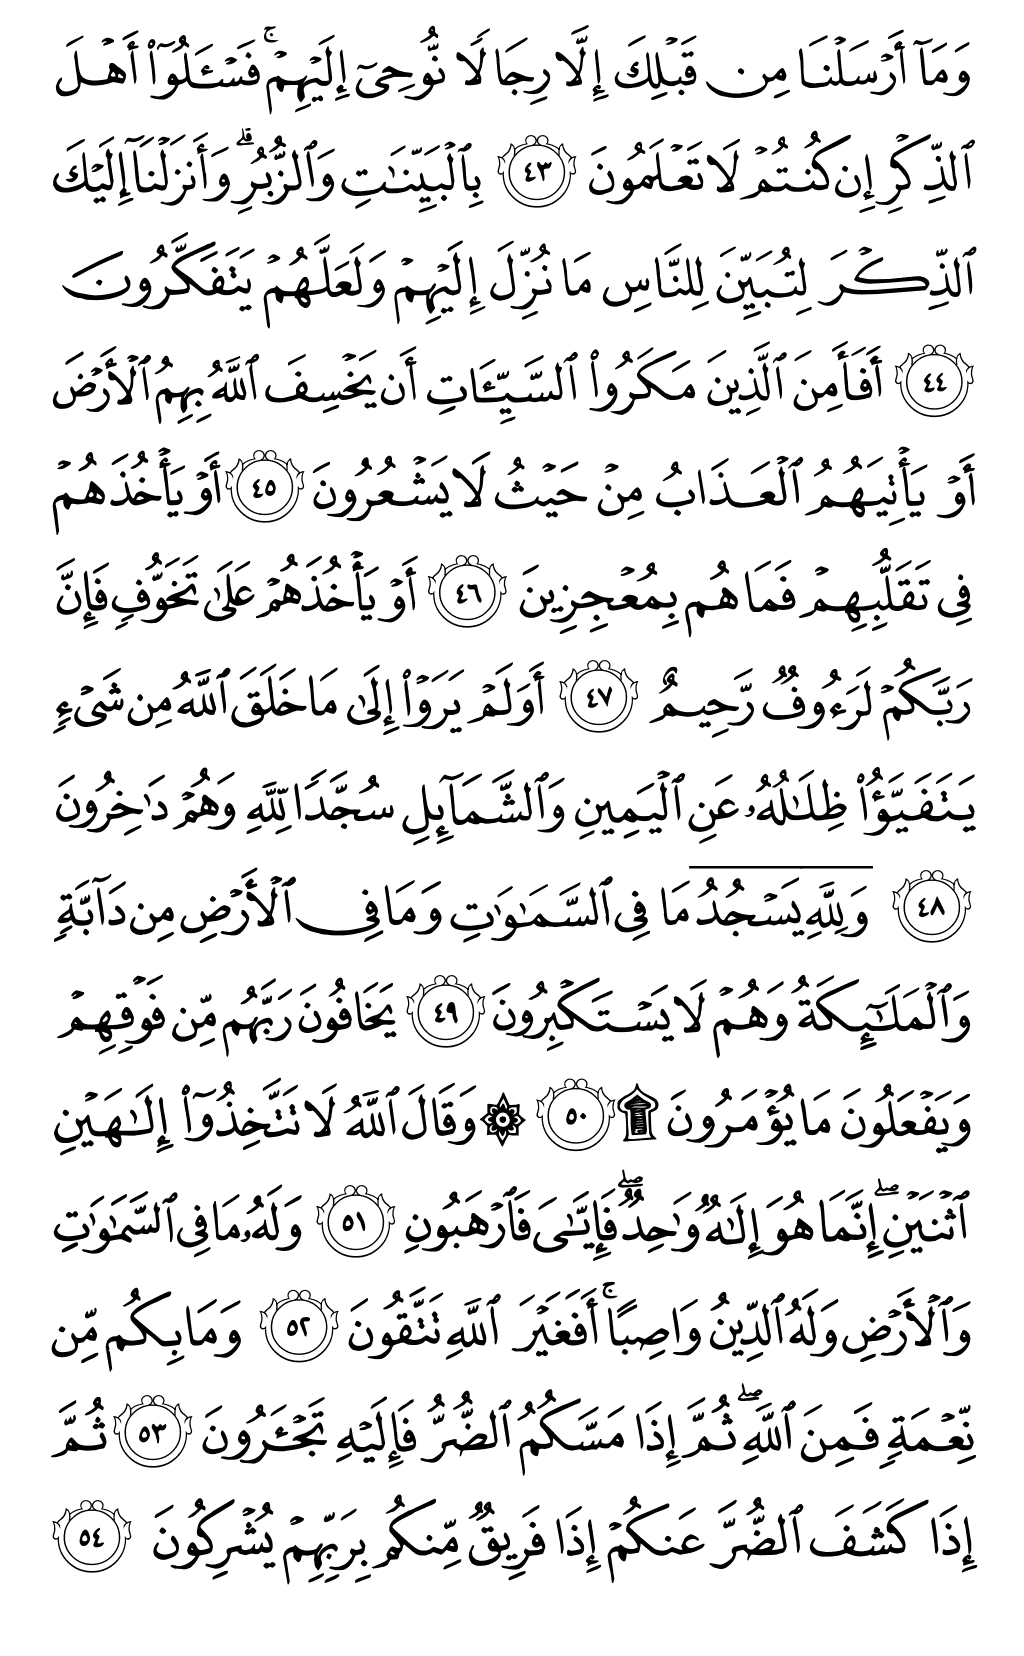 وَمَآ أَرۡسَلۡنَا مِن قَبۡلِكَ إِلَّا رِجَالٗا نُّوحِيٓ إِلَيۡهِمۡۚ فَسۡـَٔلُوٓاْ أَهۡلَ
ٱلذِّكۡرِ إِن كُنتُمۡ لَا تَعۡلَمُونَ ٤٣ بِٱلۡبَيِّنَٰتِ وَٱلزُّبُرِۗ وَأَنزَلۡنَآ إِلَيۡكَ
ٱلذِّكۡرَ لِتُبَيِّنَ لِلنَّاسِ مَا نُزِّلَ إِلَيۡهِمۡ وَلَعَلَّهُمۡ يَتَفَكَّرُونَ
٤٤ أَفَأَمِنَ ٱلَّذِينَ مَكَرُواْ ٱلسَّيِّـَٔاتِ أَن يَخۡسِفَ ٱللَّهُ بِهِمُ ٱلۡأَرۡضَ
أَوۡ يَأۡتِيَهُمُ ٱلۡعَذَابُ مِنۡ حَيۡثُ لَا يَشۡعُرُونَ ٤٥ أَوۡ يَأۡخُذَهُمۡ
فِي تَقَلُّبِهِمۡ فَمَا هُم بِمُعۡجِزِينَ ٤٦ أَوۡ يَأۡخُذَهُمۡ عَلَىٰ تَخَوُّفٖ فَإِنَّ
رَبَّكُمۡ لَرَءُوفٞ رَّحِيمٌ ٤٧ أَوَلَمۡ يَرَوۡاْ إِلَىٰ مَا خَلَقَ ٱللَّهُ مِن شَيۡءٖ
يَتَفَيَّؤُاْ ظِلَٰلُهُۥ عَنِ ٱلۡيَمِينِ وَٱلشَّمَآئِلِ سُجَّدٗا لِّلَّهِ وَهُمۡ دَٰخِرُونَ
٤٨ وَلِلَّهِۤ يَسۡجُدُۤ مَا فِي ٱلسَّمَٰوَٰتِ وَمَا فِي ٱلۡأَرۡضِ مِن دَآبَّةٖ
وَٱلۡمَلَٰٓئِكَةُ وَهُمۡ لَا يَسۡتَكۡبِرُونَ ٤٩ يَخَافُونَ رَبَّهُم مِّن فَوۡقِهِمۡ
وَيَفۡعَلُونَ مَا يُؤۡمَرُونَ ۩ ٥٠ ۞ وَقَالَ ٱللَّهُ لَا تَتَّخِذُوٓاْ إِلَٰهَيۡنِ
ٱثۡنَيۡنِۖ إِنَّمَا هُوَ إِلَٰهٞ وَٰحِدٞۖ فَإِيَّٰيَ فَٱرۡهَبُونِ ٥١ وَلَهُۥ مَا فِي ٱلسَّمَٰوَٰتِ
وَٱلۡأَرۡضِ وَلَهُ ٱلدِّينُ وَاصِبًاۚ أَفَغَيۡرَ ٱللَّهِ تَتَّقُونَ ٥٢ وَمَا بِكُم مِّن
نِّعۡمَةٖ فَمِنَ ٱللَّهِۖ ثُمَّ إِذَا مَسَّكُمُ ٱلضُّرُّ فَإِلَيۡهِ تَجۡـَٔرُونَ ٥٣ ثُمَّ
إِذَا كَشَفَ ٱلضُّرَّ عَنكُمۡ إِذَا فَرِيقٞ مِّنكُم بِرَبِّهِمۡ يُشۡرِكُونَ ٥٤